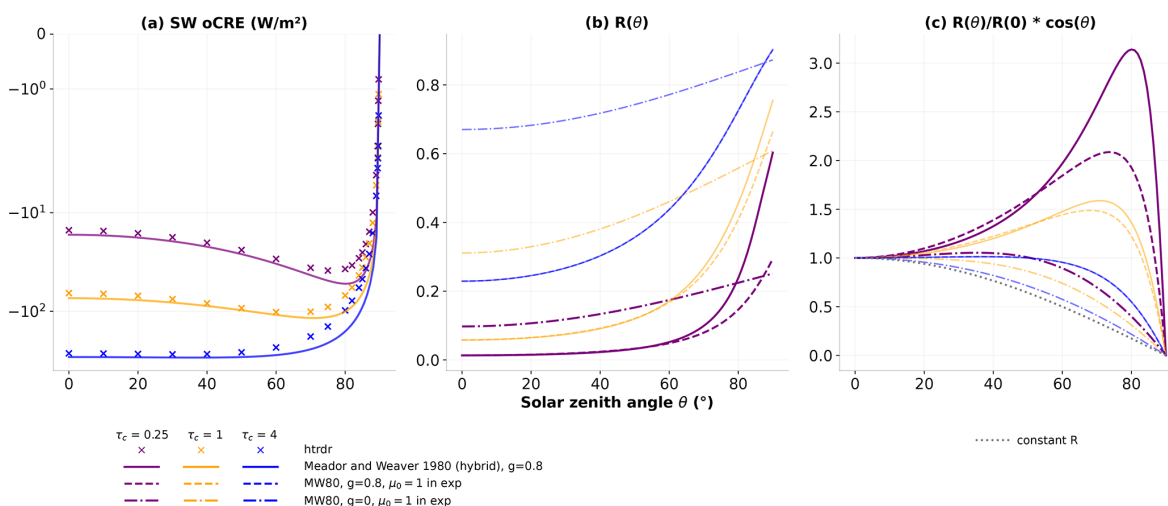 (a) SW oCRE (W/m²)
0
−10⁰
−10¹
−10²
0 20 40 60 80
(b) R(θ)
0.8
0.6
0.4
0.2
0.0
0 20 40 60 80
Solar zenith angle θ (°)
(c) R(θ)/R(0) * cos(θ)
3.0
2.5
2.0
1.5
1.0
0.5
0.0
0 20 40 60 80
τc = 0.25 τc = 1 τc = 4
htrdr
Meador and Weaver 1980 (hybrid), g=0.8
MW80, g=0.8, μ₀ = 1 in exp
MW80, g=0, μ₀ = 1 in exp
constant R